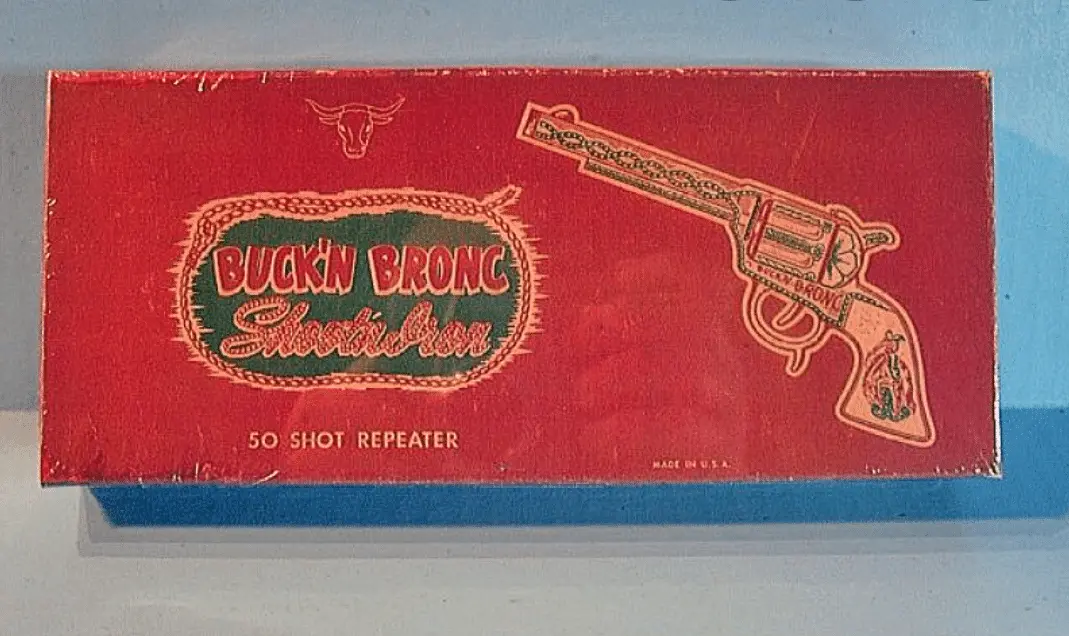 BUCK'N BRONC
Shootin' Iron
50 SHOT REPEATER
BUCK'N BRONC
MADE IN U.S.A.